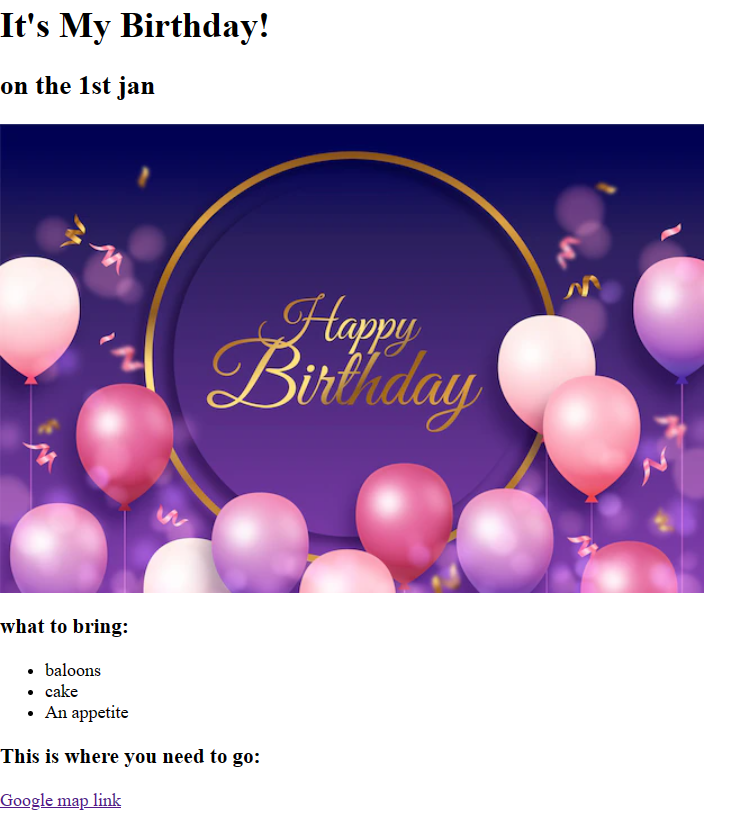 It's My Birthday!
on the 1st jan
Happy
Birthday
what to bring:
baloons
cake
An appetite
This is where you need to go:
Google map link